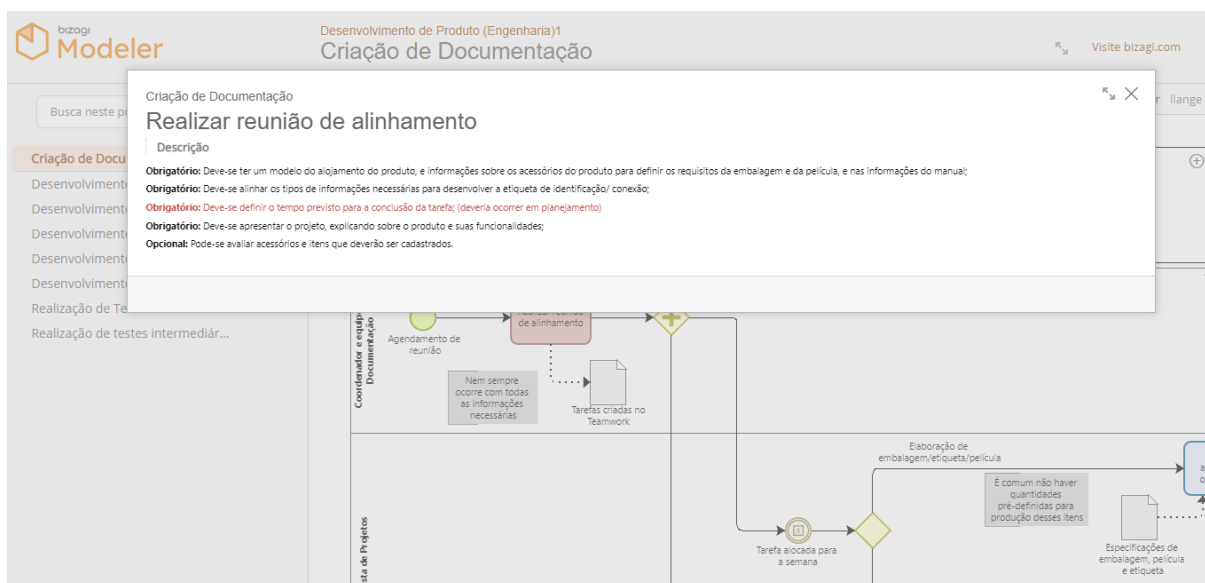 bizagi
Modeler
Desenvolvimento de Produto (Engenharia)1
Criação de Documentação
Visite bizagi.com
Busca neste
llange
Criação de Documentação
Realizar reunião de alinhamento
Descrição
Obrigatório: Deve-se ter um modelo do alojamento do produto, e informações sobre os acessórios do produto para definir os requisitos da embalagem e da película, e nas informações do manual;
Obrigatório: Deve-se alinhar os tipos de informações necessárias para desenvolver a etiqueta de identificação/ conexão;
Obrigatório: Deve-se definir o tempo previsto para a conclusão da tarefa; (deveria ocorrer em planejamento)
Obrigatório: Deve-se apresentar o projeto, explicando sobre o produto e suas funcionalidades;
Opcional: Pode-se avaliar acessórios e itens que deverão ser cadastrados.
Criação de Docu
Desenvolviment
Desenvolviment
Desenvolviment
Desenvolviment
Desenvolviment
Realização de Te
Realização de testes intermediár...
Coordenador e equip
Documentação
Agendamento de
reunião
Realizar reunião
de alinhamento
Nem sempre
ocorre com todas
as informações
necessárias
Tarefas criadas no
Teamwork
Elaboração de
embalagem/etiqueta/película
É comum não haver
quantidades
pré-definidas para
produção desses itens
sta de Projetos
Tarefa alocada para
a semana
Especificações de
embalagem, película
e etiqueta